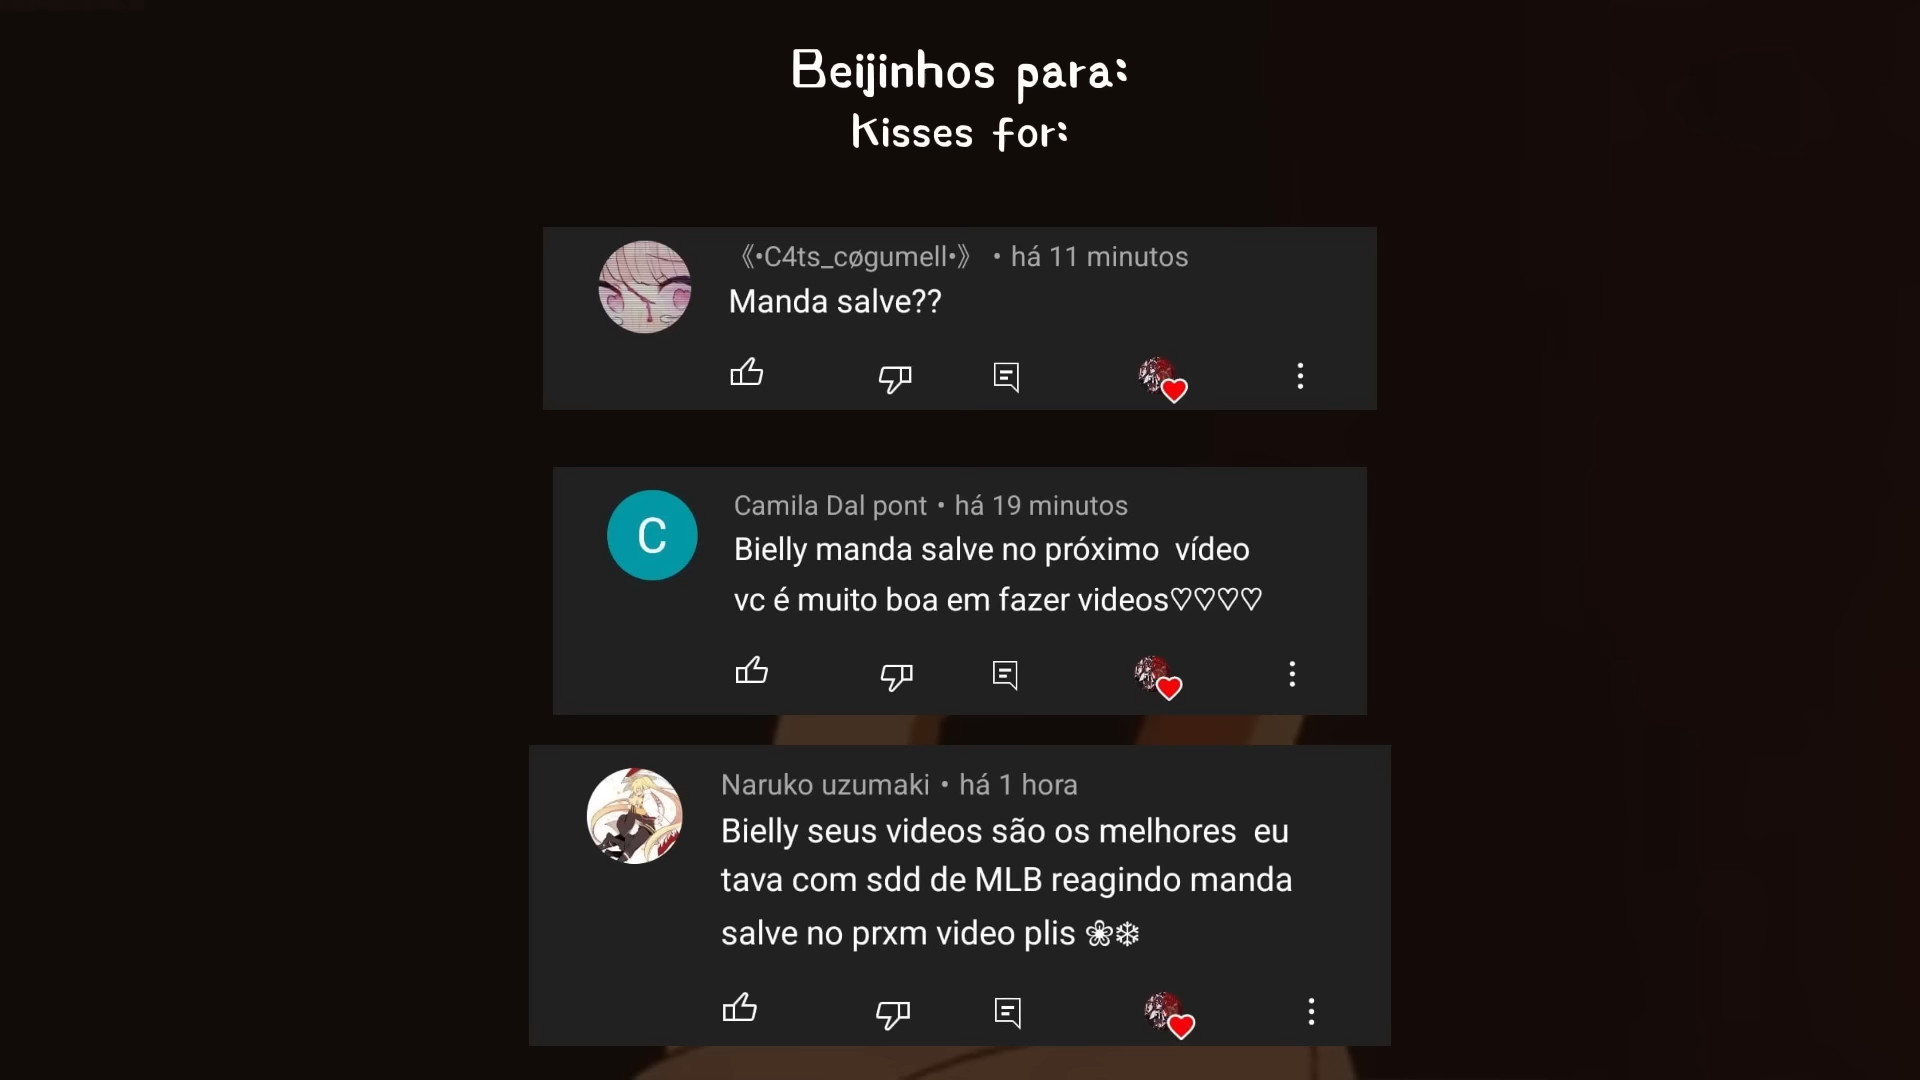 Beijinhos para:
Kisses for:
《•C4ts_cøgumell•》 • há 11 minutos
Manda salve??
C
Camila Dal pont • há 19 minutos
Bielly manda salve no próximo  vídeo
vc é muito boa em fazer videos♡♡♡♡
Naruko uzumaki • há 1 hora
Bielly seus videos são os melhores  eu
tava com sdd de MLB reagindo manda
salve no prxm video plis ❀❄